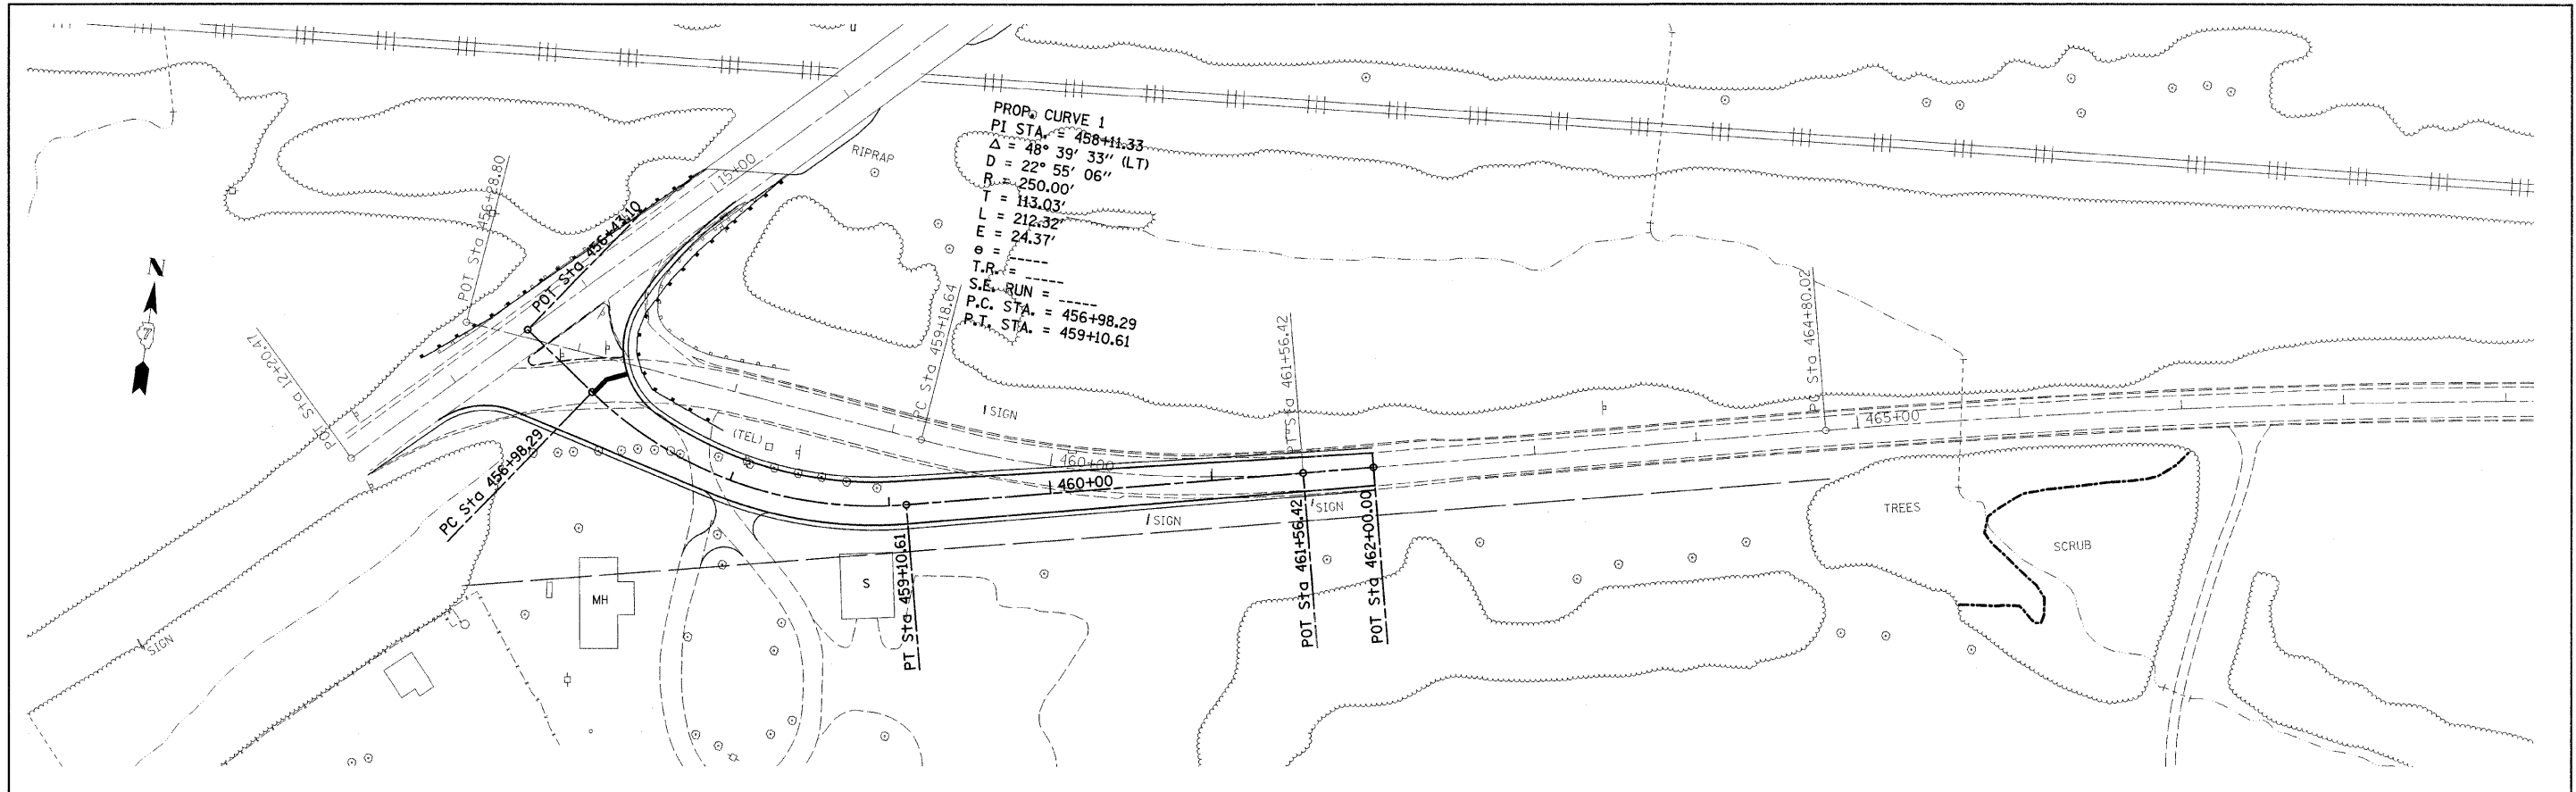 PROP. CURVE 1
PI STA. = 458+11.33
Δ = 48° 39' 33" (LT)
D = 22° 55' 06"
R = 250.00'
T = 113.03'
L = 212.32'
E = 24.37'
e = _____
T.R. = _____
S.E. RUN = _____
P.C. STA. = 456+98.29
P.T. STA. = 459+10.61
RIPRAP
115+00
POT Sta 456+28.80
POT Sta 456+43.10
N
POT Sta 12+20.47
PC Sta 459+18.64
PT Sta 461+56.42
PC Sta 464+80.02
SIGN
465+00
(TEL)
460+00
460+00
PC Sta 456+98.29
SIGN
SIGN
TREES
SCRUB
PT Sta 459+10.61
POT Sta 461+56.42
POT Sta 462+00.00
MH
S
SIGN